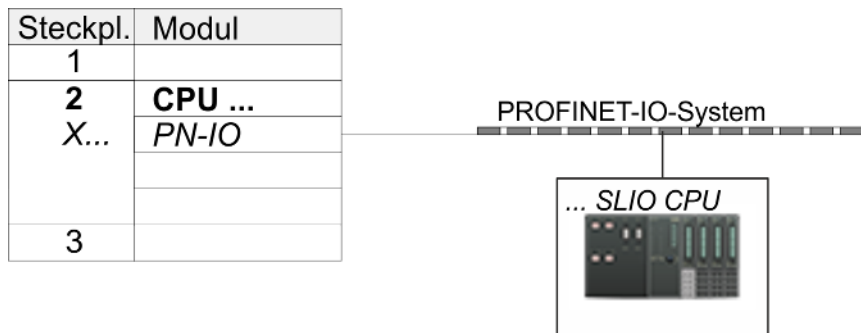 Steckpl. Modul
1
2 CPU ...
X... PN-IO
3
PROFINET-IO-System
... SLIO CPU